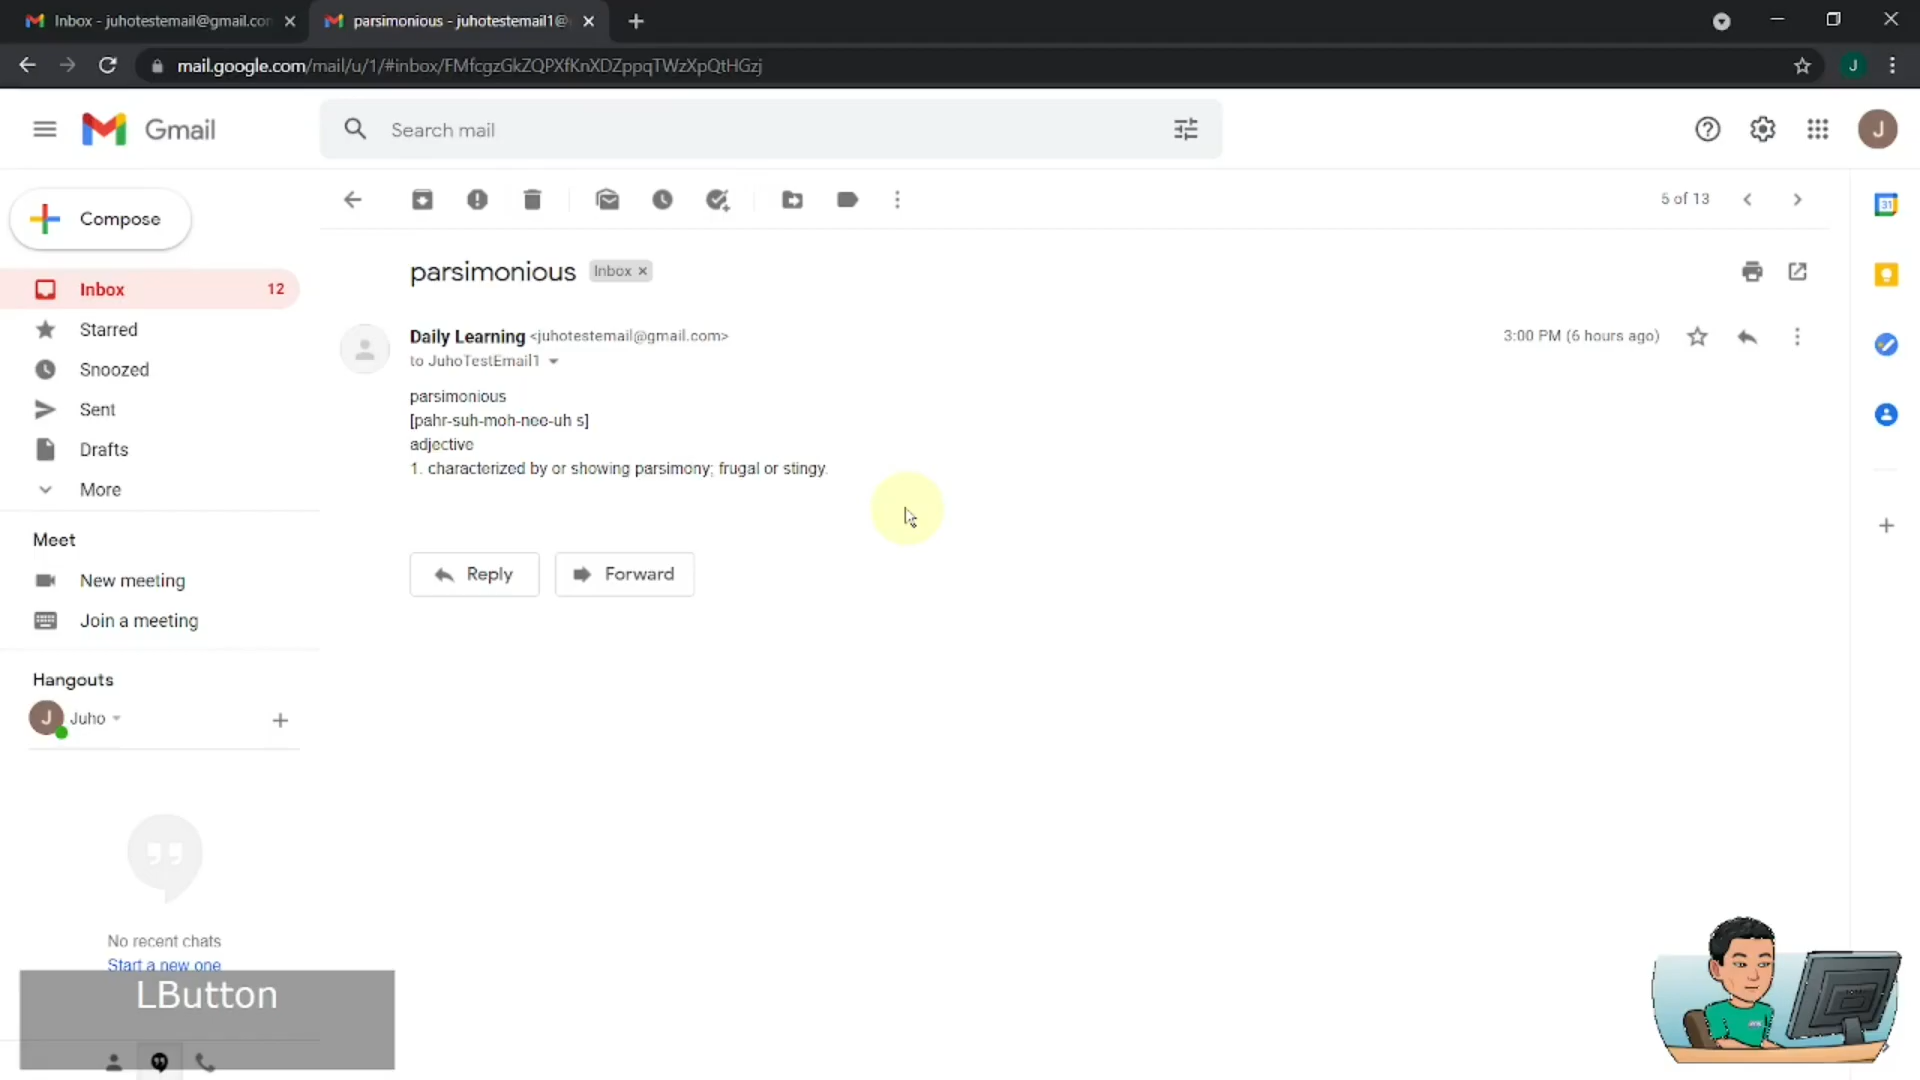 Inbox - juhotestemail@gmail.con
parsimonious - juhotestemail1@
mail.google.com/mail/u/1/#inbox/FMfcgzGkZQPXfKnXDZppqTWzXpQtHGzj
J
Gmail
Search mail
J
Compose
5 of 13
31
Inbox 12
parsimonious
Inbox ×
Starred
Daily Learning <juhotestemail@gmail.com>
3:00 PM (6 hours ago)
to JuhoTestEmail1
Snoozed
parsimonious
Sent
[pahr-suh-moh-nee-uh s]
adjective
Drafts
1. characterized by or showing parsimony; frugal or stingy.
More
Meet
New meeting
Reply
Forward
Join a meeting
Hangouts
J
Juho
No recent chats
Start a new one
LButton